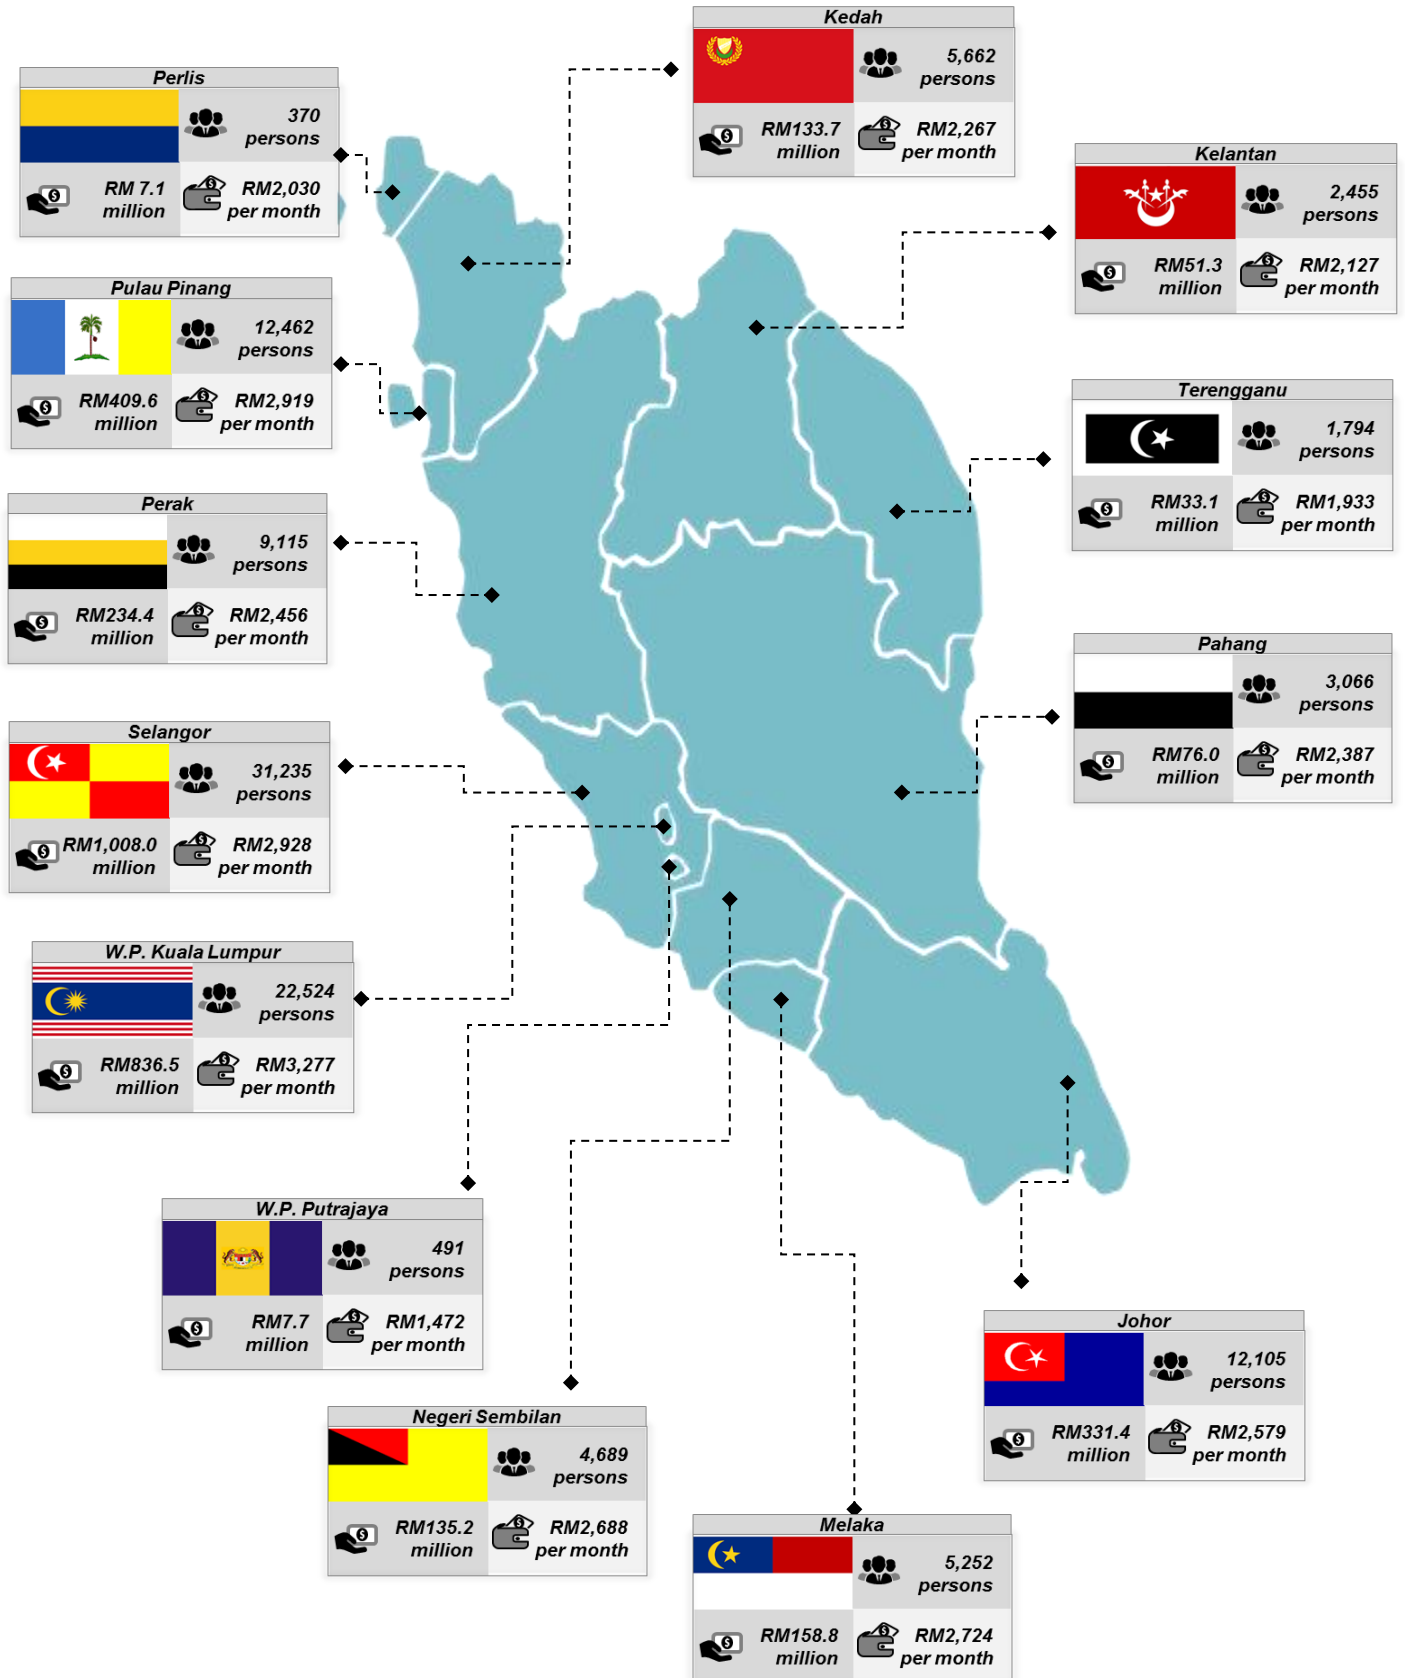 Kedah
5,662
persons
RM133.7
million
RM2,267
per month
Perlis
370
persons
RM 7.1
million
RM2,030
per month
Kelantan
2,455
persons
RM51.3
million
RM2,127
per month
Pulau Pinang
12,462
persons
RM409.6
million
RM2,919
per month
Terengganu
1,794
persons
RM33.1
million
RM1,933
per month
Perak
9,115
persons
RM234.4
million
RM2,456
per month
Pahang
3,066
persons
RM76.0
million
RM2,387
per month
Selangor
31,235
persons
RM1,008.0
million
RM2,928
per month
W.P. Kuala Lumpur
22,524
persons
RM836.5
million
RM3,277
per month
W.P. Putrajaya
491
persons
RM7.7
million
RM1,472
per month
Johor
12,105
persons
RM331.4
million
RM2,579
per month
Negeri Sembilan
4,689
persons
RM135.2
million
RM2,688
per month
Melaka
5,252
persons
RM158.8
million
RM2,724
per month